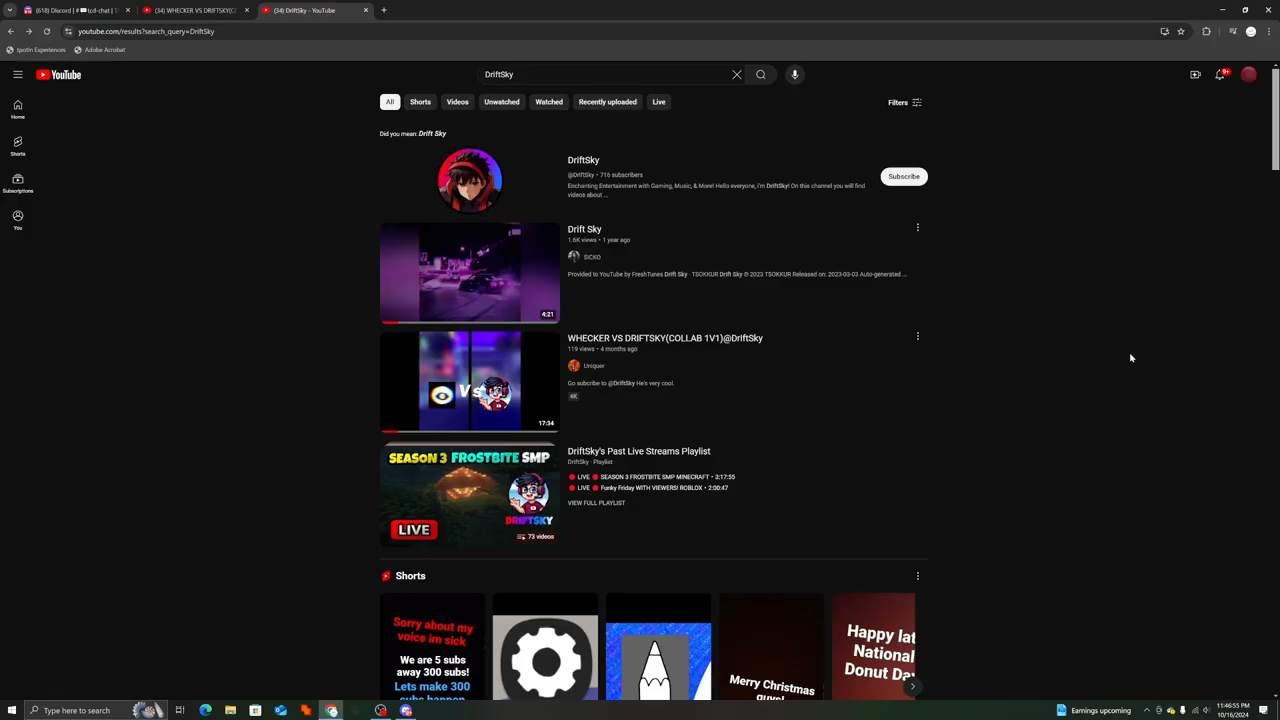 (618) Discord | #💻tcd-chat | T
(34) WHECKER VS DRIFTSKY(C
(34) DriftSky - YouTube
youtube.com/results?search_query=DriftSky
tpotin Experiences
Adobe Acrobat
YouTube
DriftSky
9+
All
Shorts
Videos
Unwatched
Watched
Recently uploaded
Live
Filters
Home
Shorts
Subscriptions
You
Did you mean: Drift Sky
DriftSky
@DriftSky • 716 subscribers
Enchanting Entertainment with Gaming, Music, & More! Hello everyone, i'm DriftSky! On this channel you will find
videos about ...
Subscribe
Drift Sky
1.6K views • 1 year ago
SICKO
Provided to YouTube by FreshTunes Drift Sky · TSOKKUR Drift Sky ℗ 2023 TSOKKUR Released on: 2023-03-03 Auto-generated ...
4:21
WHECKER VS DRIFTSKY(COLLAB 1V1)@DriftSky
119 views • 4 months ago
Uniquer
Go subcribe to @DriftSky He's very cool.
4K
Vs
17:34
SEASON 3 FROSTBITE SMP
DRIFTSKY
LIVE
73 videos
DriftSky's Past Live Streams Playlist
DriftSky · Playlist
🔴 LIVE 🔴 SEASON 3 FROSTBITE SMP MINECRAFT • 3:17:55
🔴 LIVE 🔴 Funky Friday WITH VIEWERS! ROBLOX • 2:00:47
VIEW FULL PLAYLIST
Shorts
Sorry about my
voice im sick
We are 5 subs
away 300 subs!
Lets make 300
subs happen
Merry Christmas
guys!
Happy lat
National
Donut Da
Type here to search
Earnings upcoming
11:46:55 PM
10/16/2024